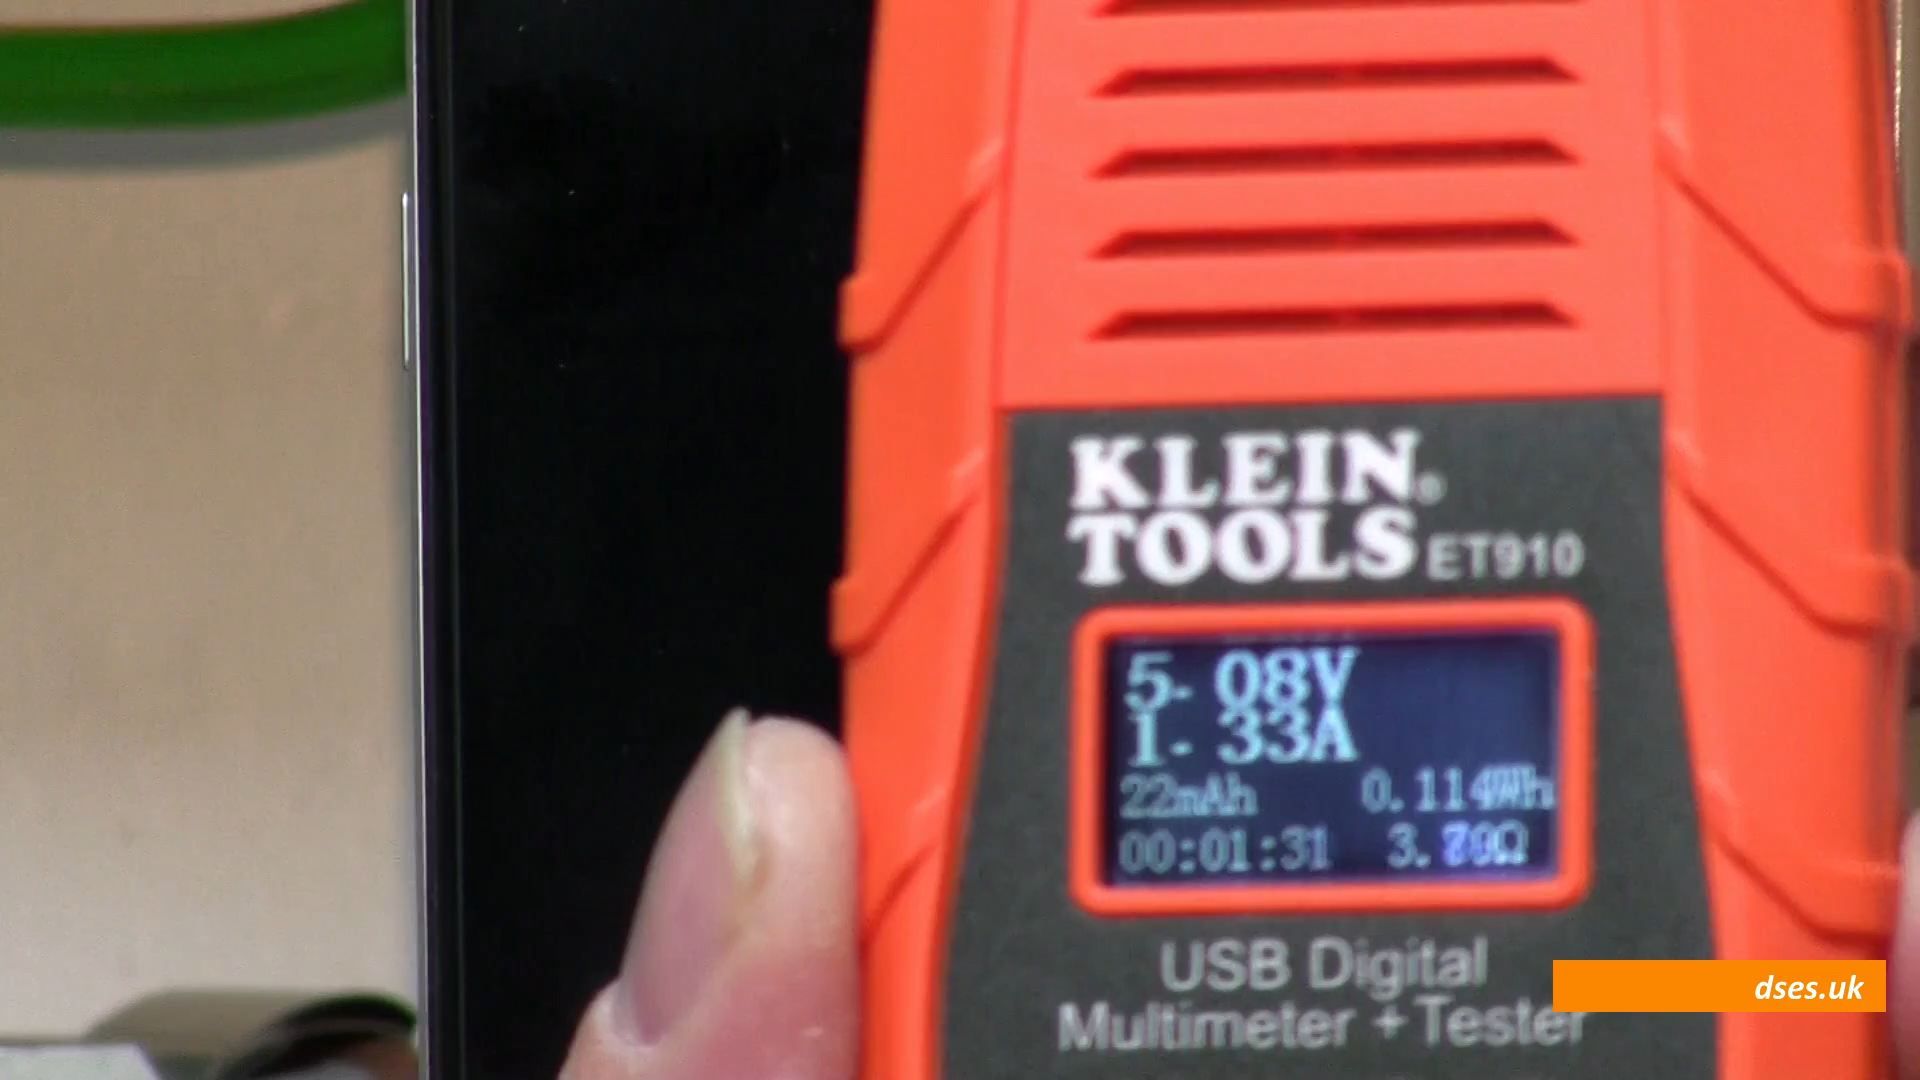 KLEIN
TOOLS® ET910
5.08V
1.33A
22mAh 0.114Wh
00:01:31
USB Digital
Multimeter + Tester
dses.uk